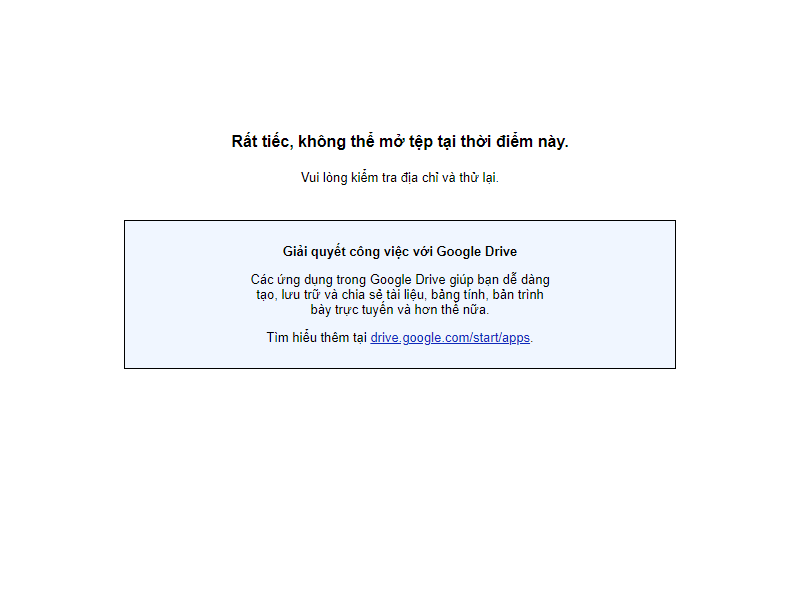 Rất tiếc, không thể mở tệp tại thời điểm này.
Vui lòng kiểm tra địa chỉ và thử lại.
Giải quyết công việc với Google Drive
Các ứng dụng trong Google Drive giúp bạn dễ dàng
tạo, lưu trữ và chia sẻ tài liệu, bảng tính, bản trình
bày trực tuyến và hơn thế nữa.
Tìm hiểu thêm tại drive.google.com/start/apps.